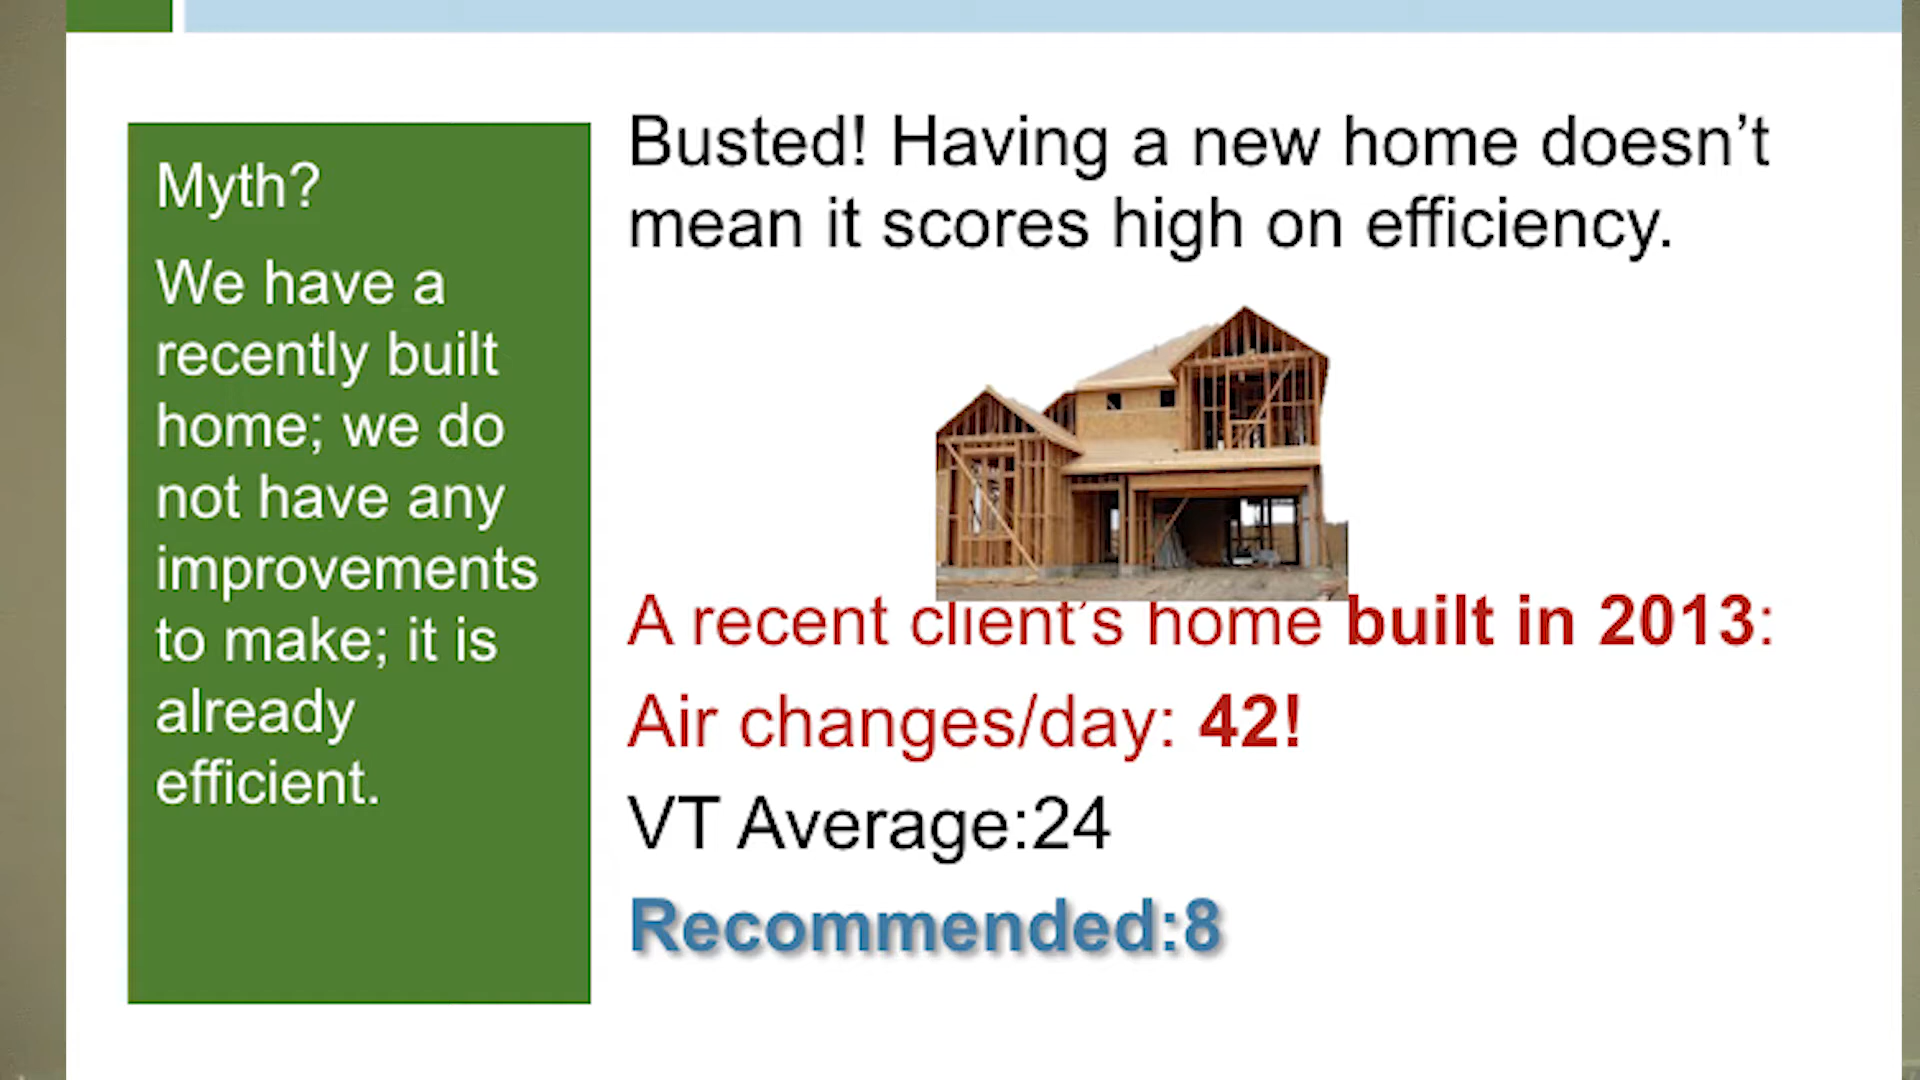 Myth?
We have a
recently built
home; we do
not have any
improvements
to make; it is
already
efficient.
Busted! Having a new home doesn’t
mean it scores high on efficiency.
A recent client’s home built in 2013:
Air changes/day: 42!
VT Average:24
Recommended:8